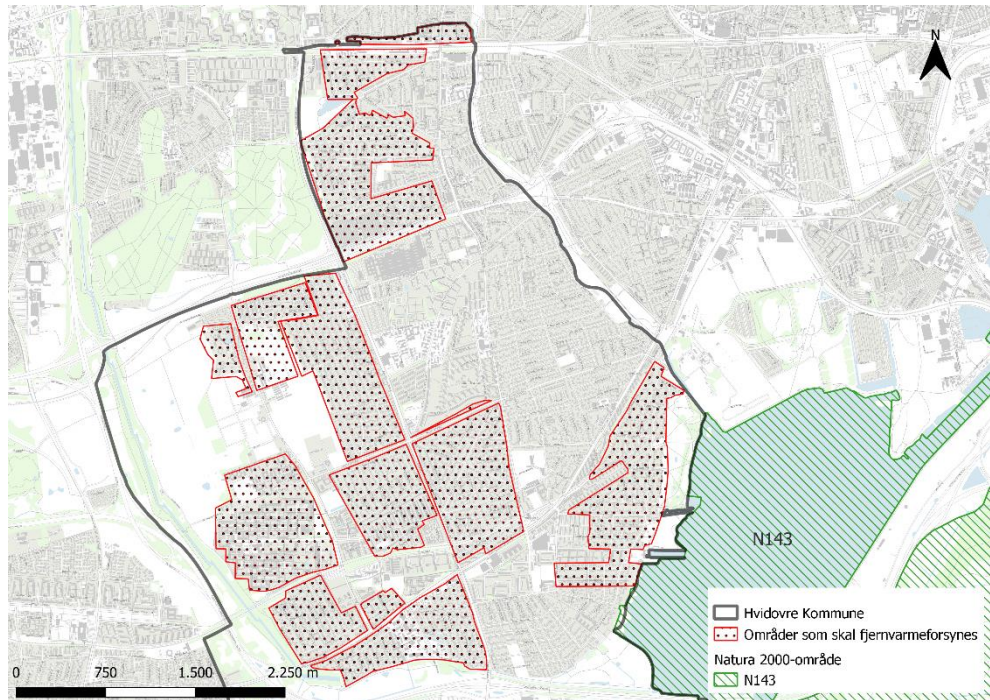 N
N143
Hvidovre Kommune
Områder som skal fjernvarmeforsynes
Natura 2000-område
N143
0 750 1.500 2.250 m